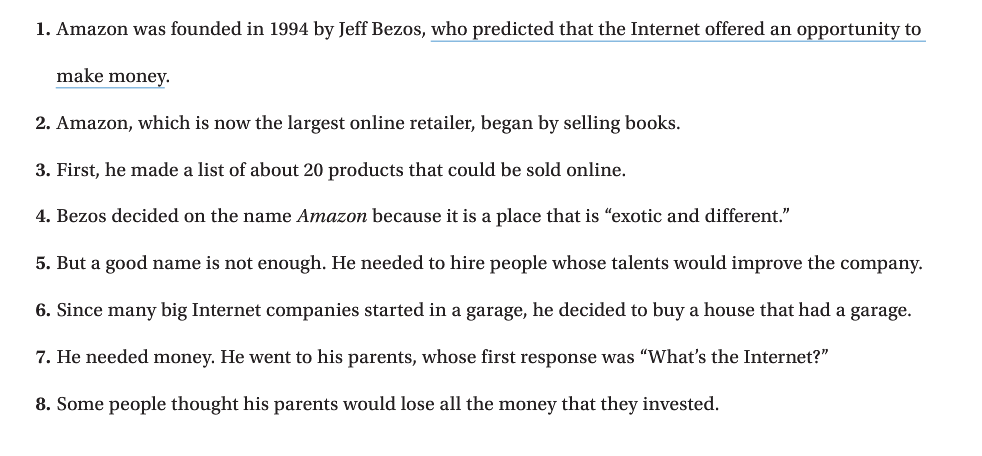 1. Amazon was founded in 1994 by Jeff Bezos, who predicted that the Internet offered an opportunity to
make money.
2. Amazon, which is now the largest online retailer, began by selling books.
3. First, he made a list of about 20 products that could be sold online.
4. Bezos decided on the name Amazon because it is a place that is “exotic and different.”
5. But a good name is not enough. He needed to hire people whose talents would improve the company.
6. Since many big Internet companies started in a garage, he decided to buy a house that had a garage.
7. He needed money. He went to his parents, whose first response was “What’s the Internet?”
8. Some people thought his parents would lose all the money that they invested.